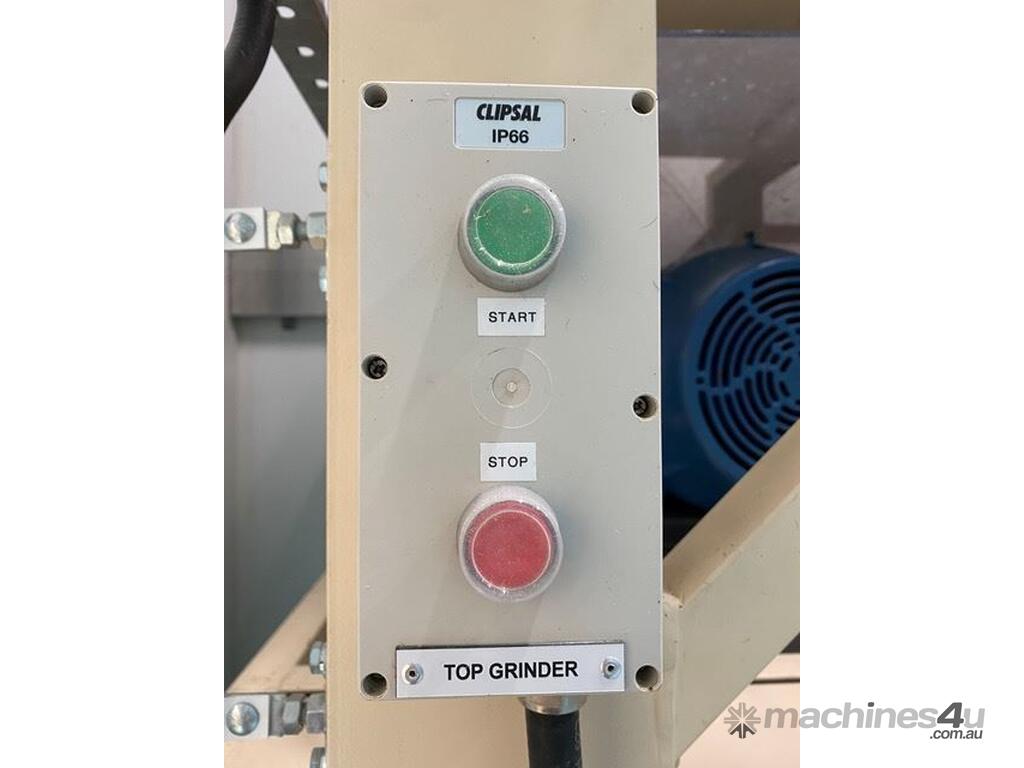 CLIPSAL
IP66
START
STOP
TOP GRINDER
machines4u
.com.au